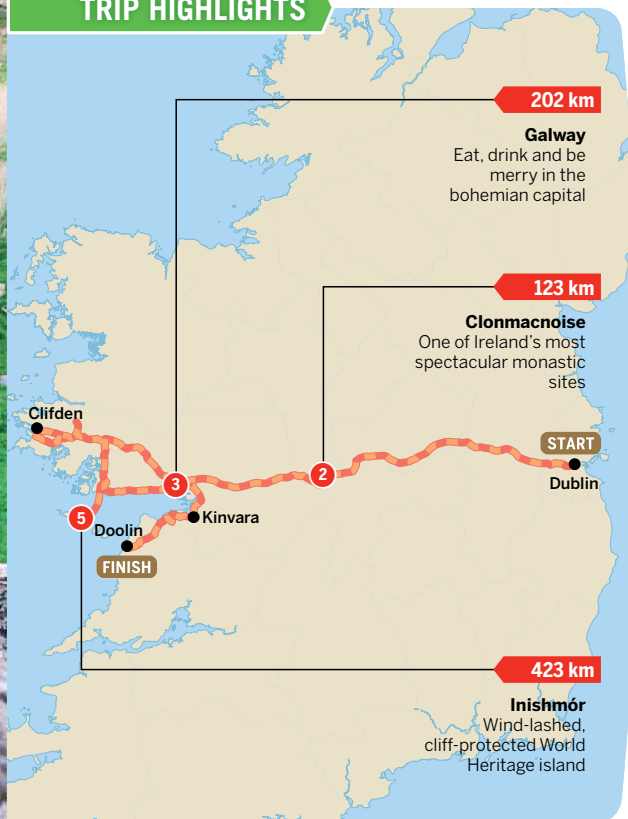 TRIP HIGHLIGHTS
202 km
Galway
Eat, drink and be
merry in the
bohemian capital
123 km
Clonmacnoise
One of Ireland's most
spectacular monastic
sites
Clifden
START
Dublin
2
3
5
Kinvara
Doolin
FINISH
423 km
Inishmór
Wind-lashed,
cliff-protected World
Heritage island